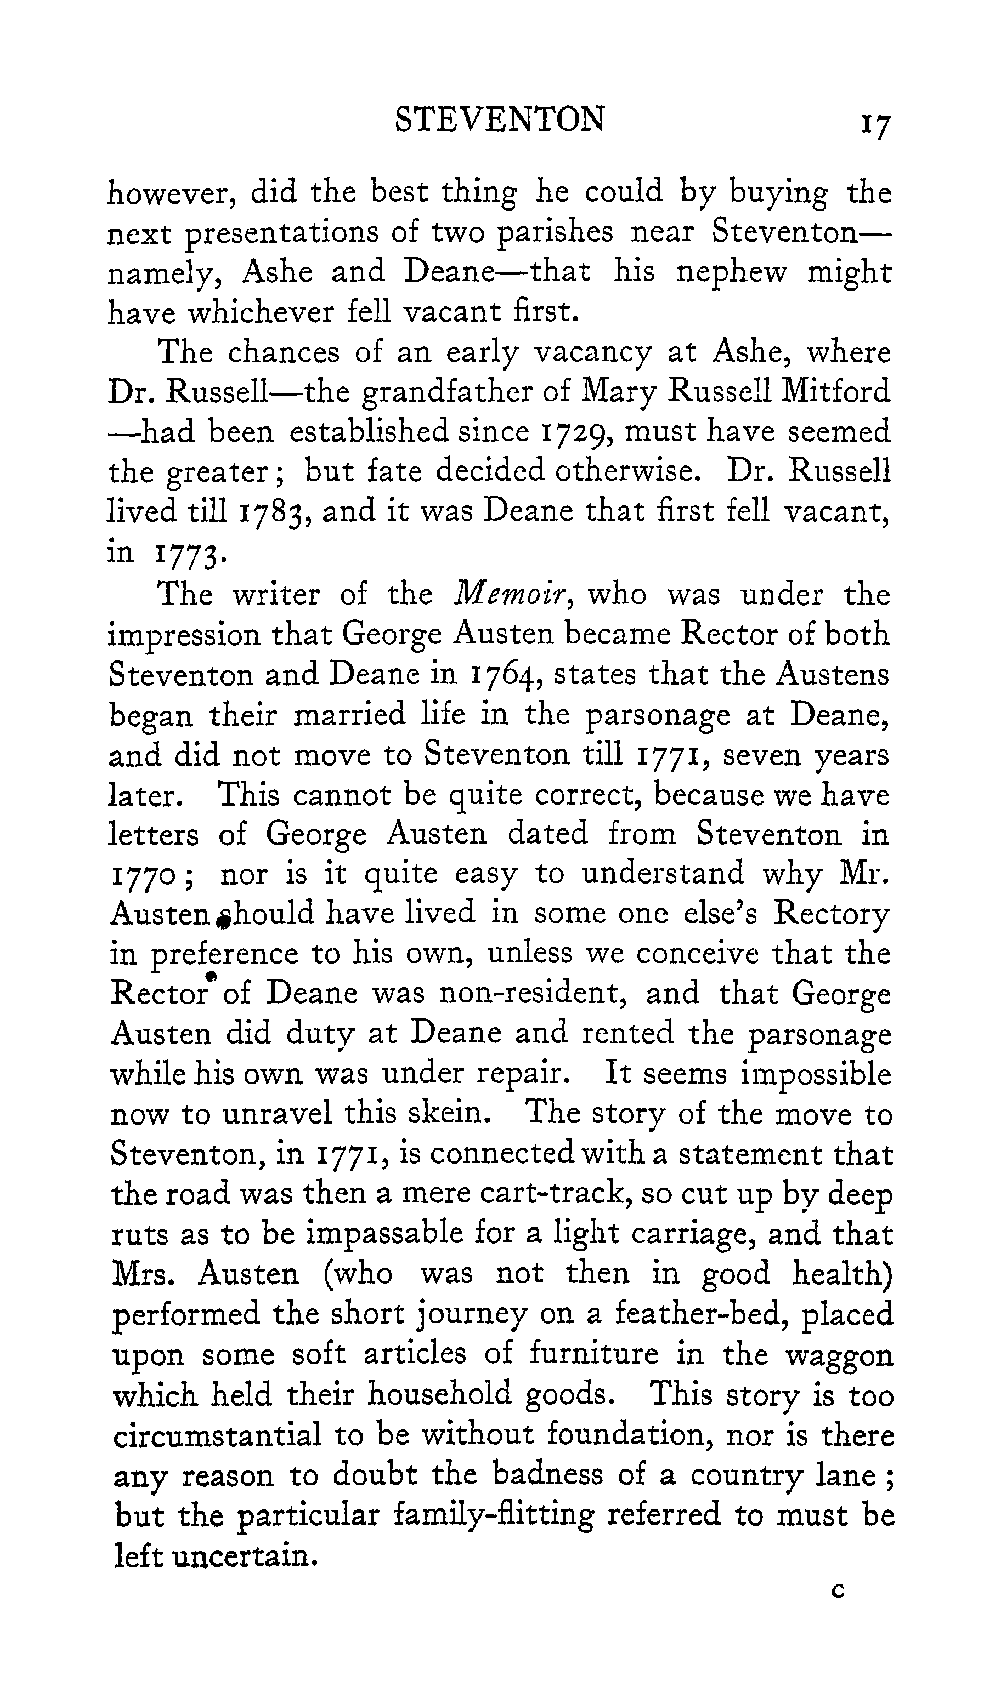 STEVENTON 17
however, did the best thing he could by buying the
next presentations of two parishes near Steventon—
namely, Ashe and Deane—that his nephew might
have whichever fell vacant first.
The chances of an early vacancy at Ashe, where
Dr. Russell—the grandfather of Mary Russell Mitford
—had been established since 1729, must have seemed
the greater ; but fate decided otherwise. Dr. Russell
lived till 1783, and it was Deane that first fell vacant,
in 1773.
The writer of the Memoir, who was under the
impression that George Austen became Rector of both
Steventon and Deane in 1764, states that the Austens
began their married life in the parsonage at Deane,
and did not move to Steventon till 1771, seven years
later. This cannot be quite correct, because we have
letters of George Austen dated from Steventon in
1770 ; nor is it quite easy to understand why Mr.
Austen should have lived in some one else’s Rectory
in preference to his own, unless we conceive that the
Rector of Deane was non-resident, and that George
Austen did duty at Deane and rented the parsonage
while his own was under repair. It seems impossible
now to unravel this skein. The story of the move to
Steventon, in 1771, is connected with a statement that
the road was then a mere cart-track, so cut up by deep
ruts as to be impassable for a light carriage, and that
Mrs. Austen (who was not then in good health)
performed the short journey on a feather-bed, placed
upon some soft articles of furniture in the waggon
which held their household goods. This story is too
circumstantial to be without foundation, nor is there
any reason to doubt the badness of a country lane ;
but the particular family-flitting referred to must be
left uncertain.
C